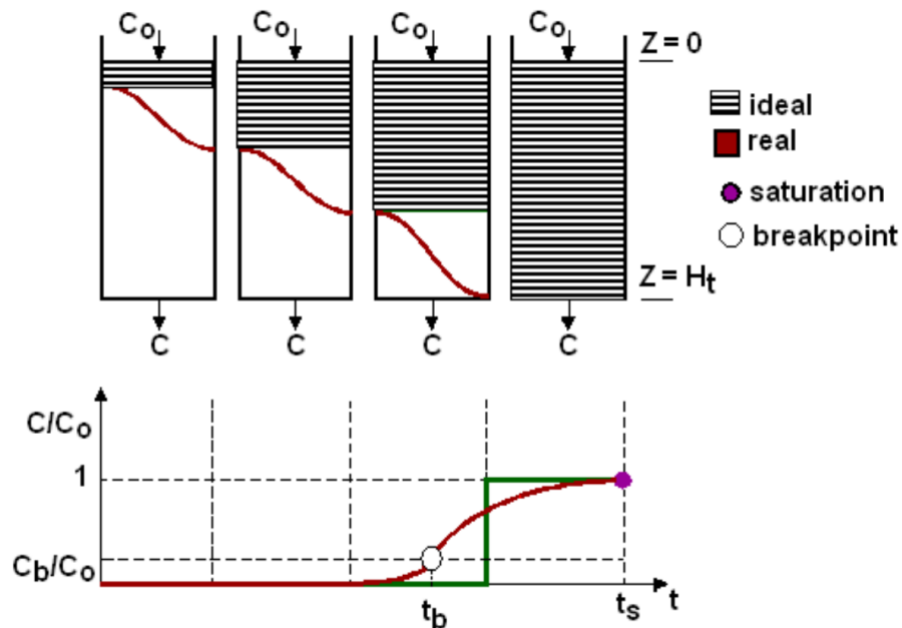 Co Co Co Co Z = 0
ideal
real
saturation
breakpoint
Z = Ht
C C C C
C/Co
1
Cb/Co
tb ts t